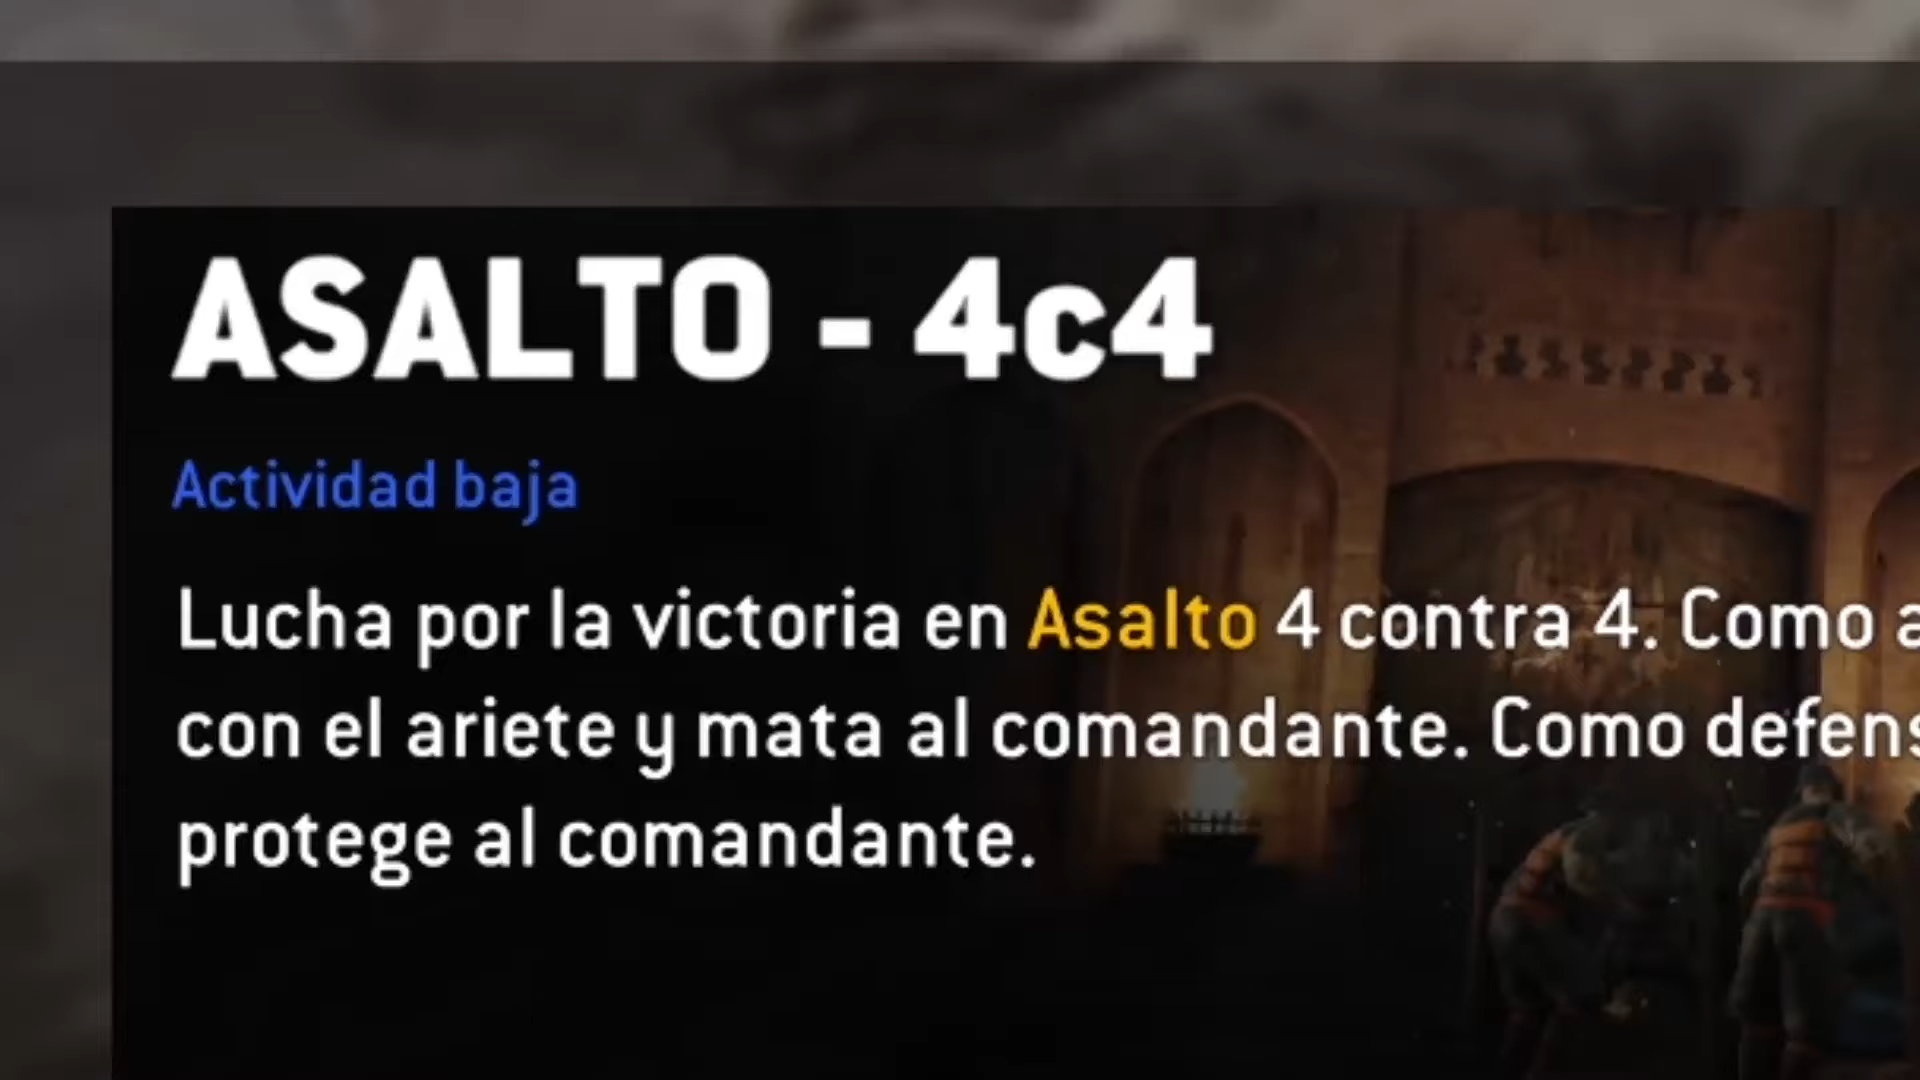 ASALTO - 4c4
Actividad baja
Lucha por la victoria en Asalto 4 contra 4. Como
con el ariete y mata al comandante. Como
protege al comandante.